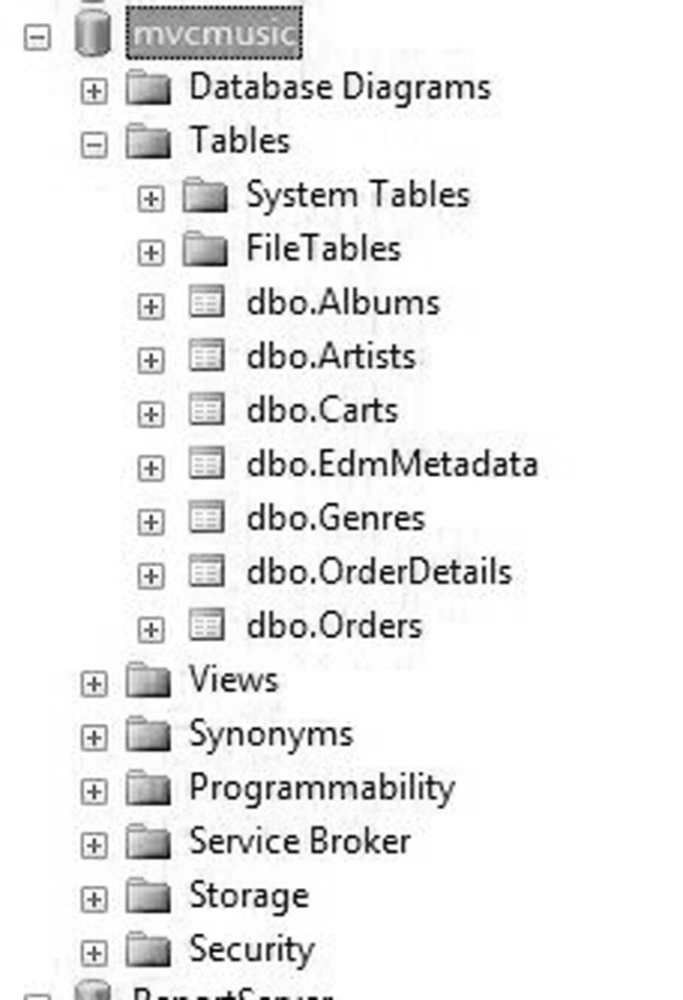 mvcmusic
Database Diagrams
Tables
System Tables
FileTables
dbo.Albums
dbo.Artists
dbo.Carts
dbo.EdmMetadata
dbo.Genres
dbo.OrderDetails
dbo.Orders
Views
Synonyms
Programmability
Service Broker
Storage
Security
ReportServer